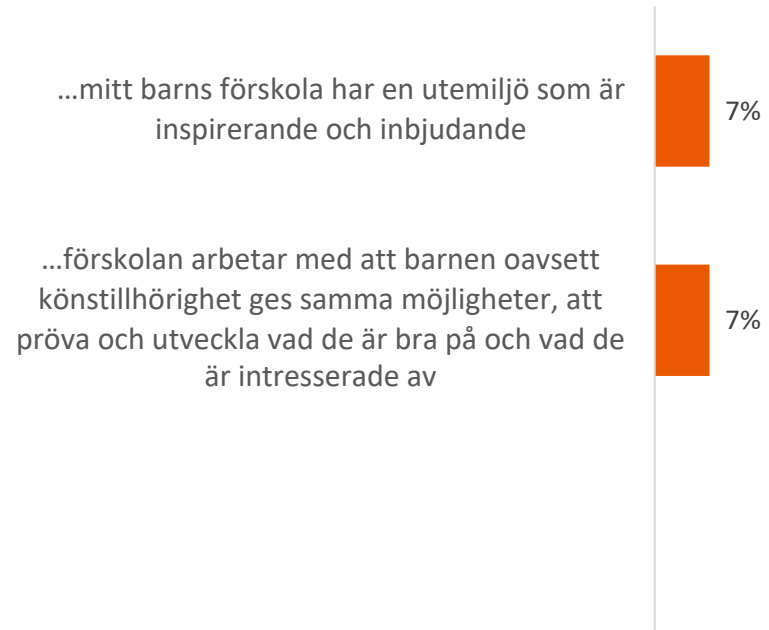 ...mitt barns förskola har en utemiljö som är
inspirerande och inbjudande
7%
...förskolan arbetar med att barnen oavsett
könstillhörighet ges samma möjligheter, att
pröva och utveckla vad de är bra på och vad de
är intresserade av
7%